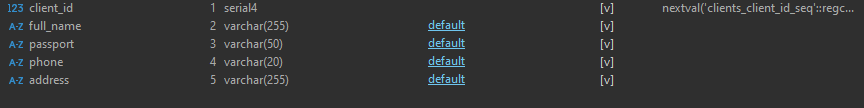 123 client_id 1 serial4 [v] nextval('clients_client_id_seq'::regc...
A-Z full_name 2 varchar(255) default [v]
A-Z passport 3 varchar(50) default [v]
A-Z phone 4 varchar(20) default [v]
A-Z address 5 varchar(255) default [v]